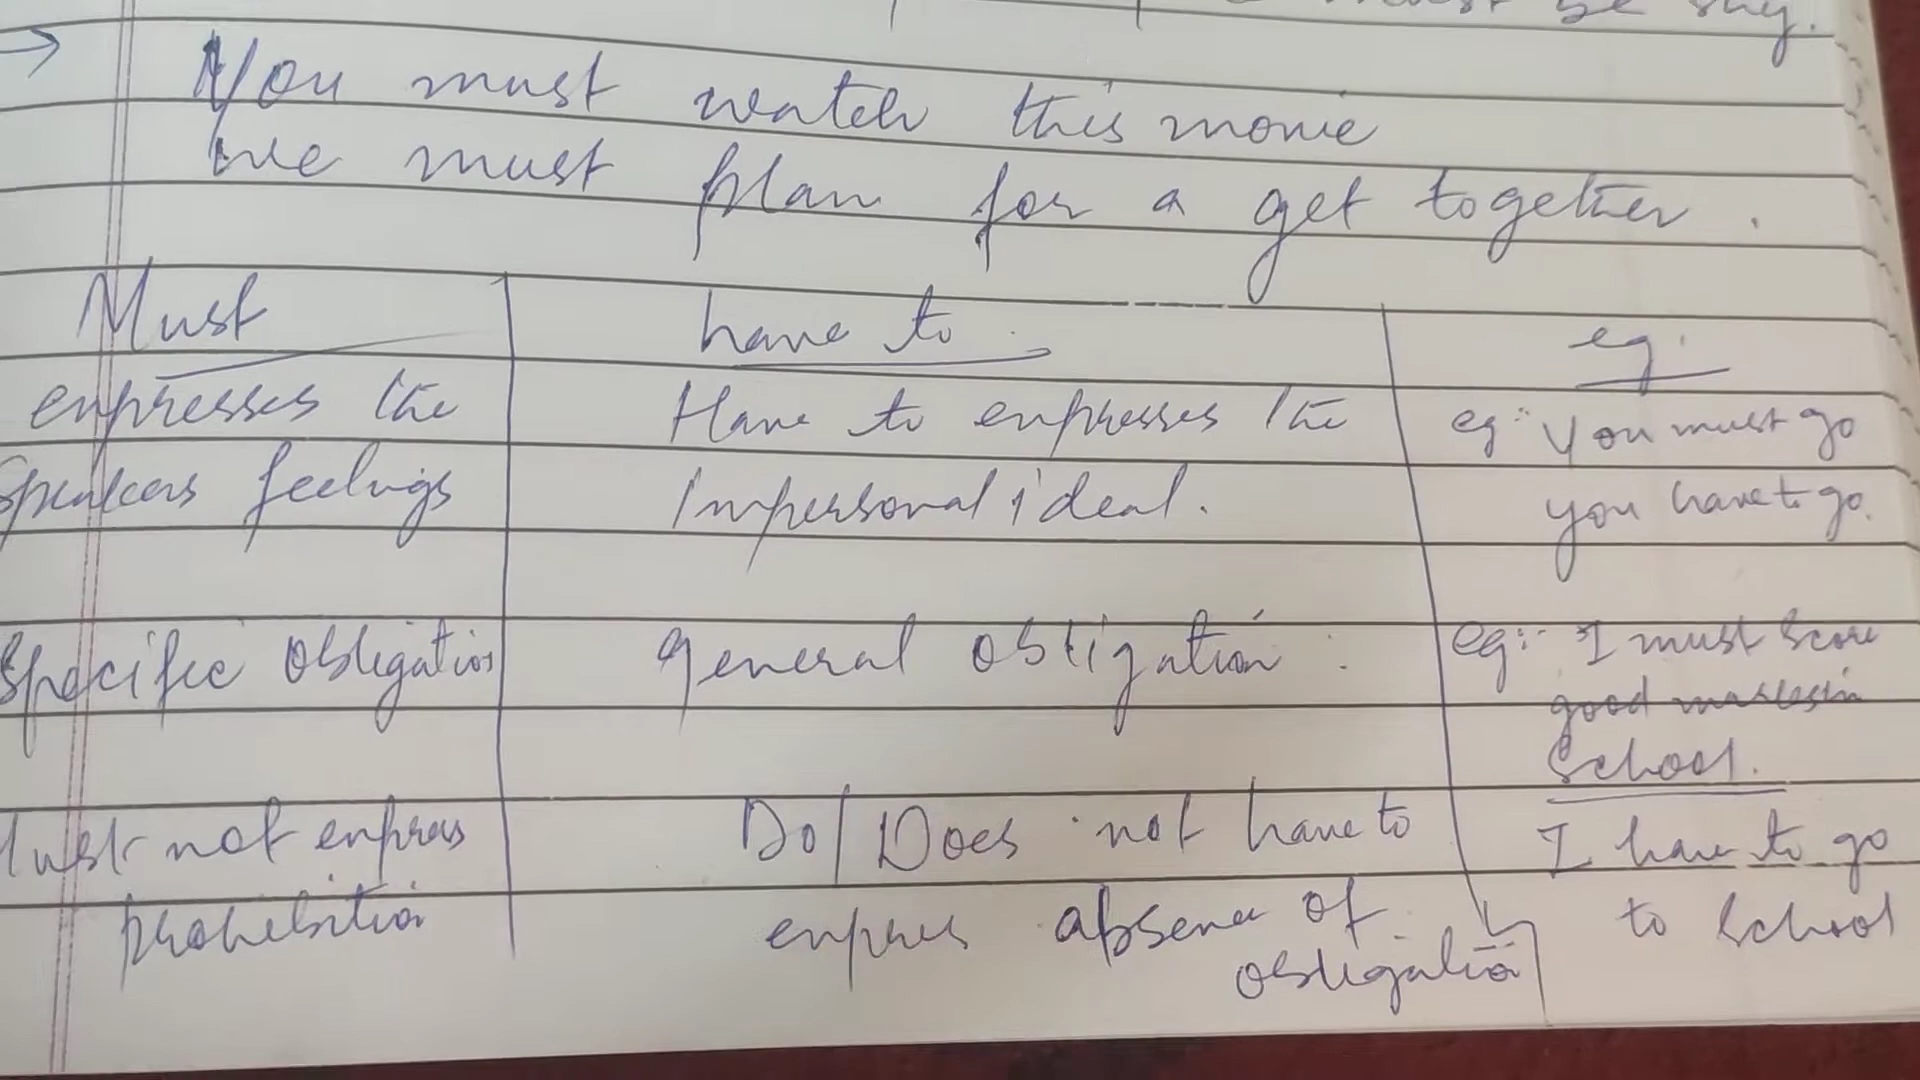 must be shy.
→ You must watch this movie
We must plan for a get together.
Must have to. eg.
expresses the Have to expresses the eg:- You must go
Speakers feelings Impersonal ideal. you have to go.
Specific Obligation general obligation: eg:- I must score
good marks in
School.
Must not express Do/Does not have to I have to go
prohibition express absence of to School
obligation